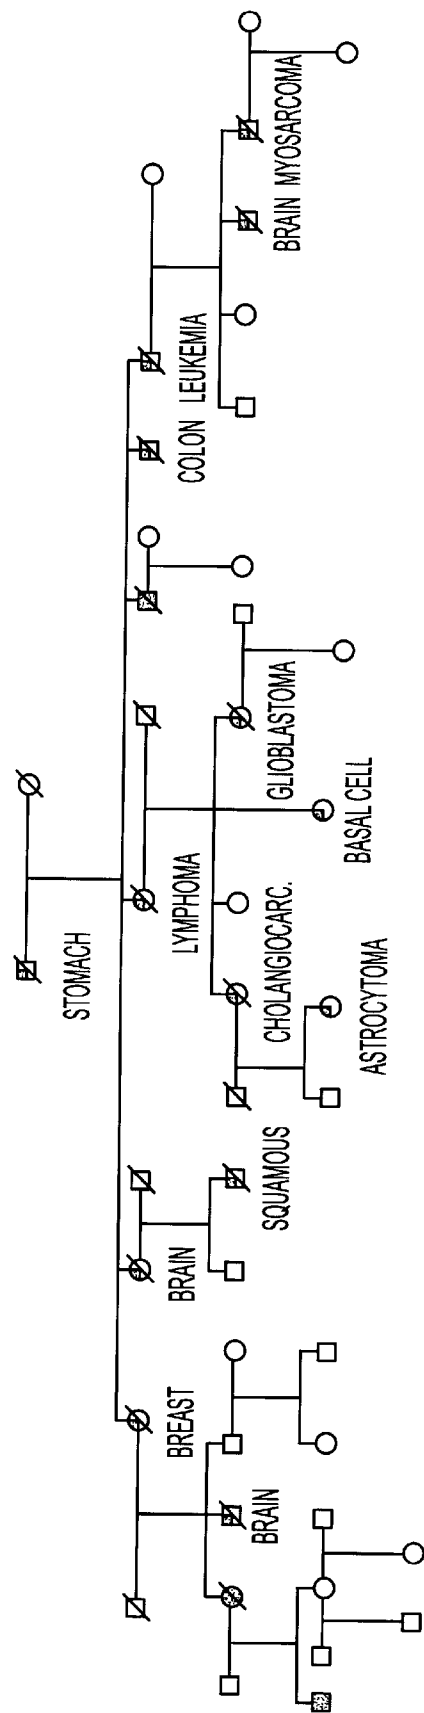 STOMACH
BREAST
BRAIN
LYMPHOMA
COLON LEUKEMIA
BRAIN
SQUAMOUS
CHOLANGIOCARC.
GLIOBLASTOMA
BRAIN MYOSARCOMA
ASTROCYTOMA
BASAL CELL